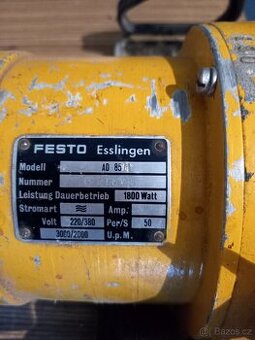 FESTO Esslingen
Modell AD 85
Nummer
Leistung Dauerbetrieb 1800 Watt
Stromart Amp.
Volt 220/380 Per/S 50
3000/2000 U.p.M.
Bazos.cz